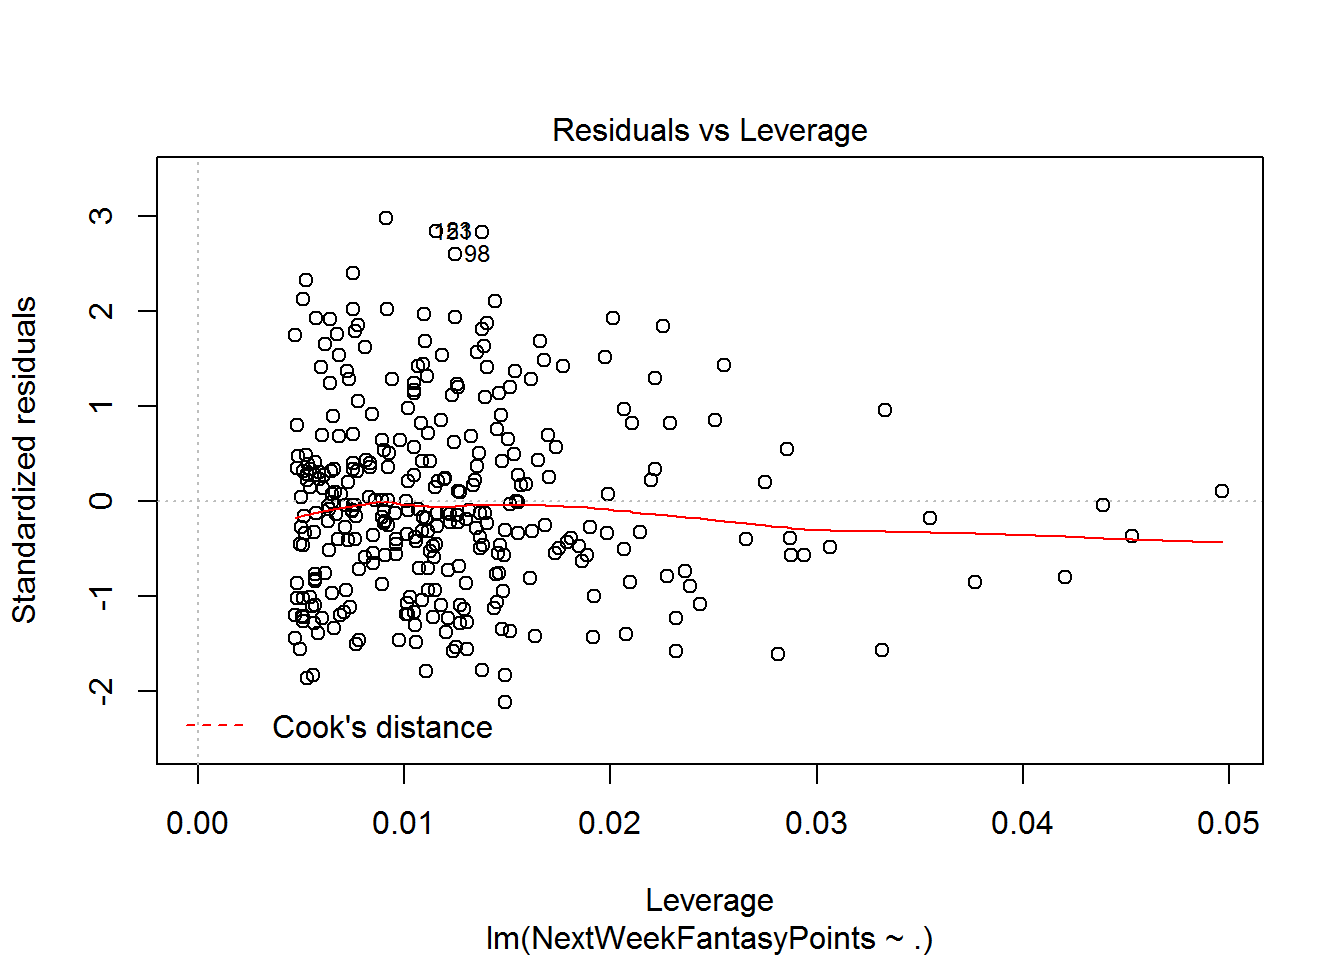 Residuals vs Leverage
Standardized residuals
3
2
1
0
-1
-2
98
Cook's distance
0.00 0.01 0.02 0.03 0.04 0.05
Leverage
lm(NextWeekFantasyPoints ~ .)